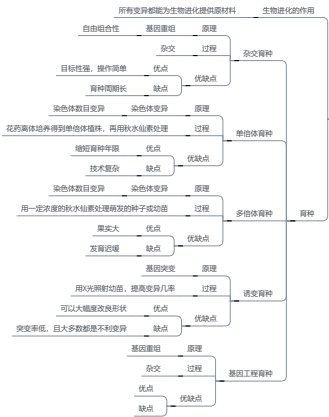 所有变异都能为生物进化提供原材料 生物进化的作用
自由组合性 基因重组 原理
杂交 过程
杂交育种
目标性强，操作简单 优点
优缺点
育种周期长 缺点
染色体数目变异 染色体变异 原理
花药离体培养得到单倍体植株，再用秋水仙素处理 过程
单倍体育种
缩短育种年限 优点
优缺点
技术复杂 缺点
染色体数目变异 染色体变异 原理
用一定浓度的秋水仙素处理萌发的种子或幼苗 过程
多倍体育种 育种
果实大 优点
优缺点
发育迟缓 缺点
基因突变 原理
用X光照射幼苗，提高变异几率 过程
诱变育种
可以大幅度改良形状 优点
优缺点
突变率低，且大多数都是不利变异 缺点
基因重组 原理
杂交 过程
基因工程育种
优点
优缺点
缺点